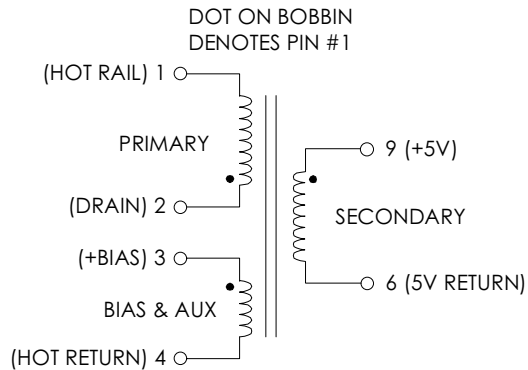 DOT ON BOBBIN
DENOTES PIN #1
(HOT RAIL) 1
PRIMARY
9 (+5V)
(DRAIN) 2
SECONDARY
(+BIAS) 3
6 (5V RETURN)
BIAS & AUX
(HOT RETURN) 4